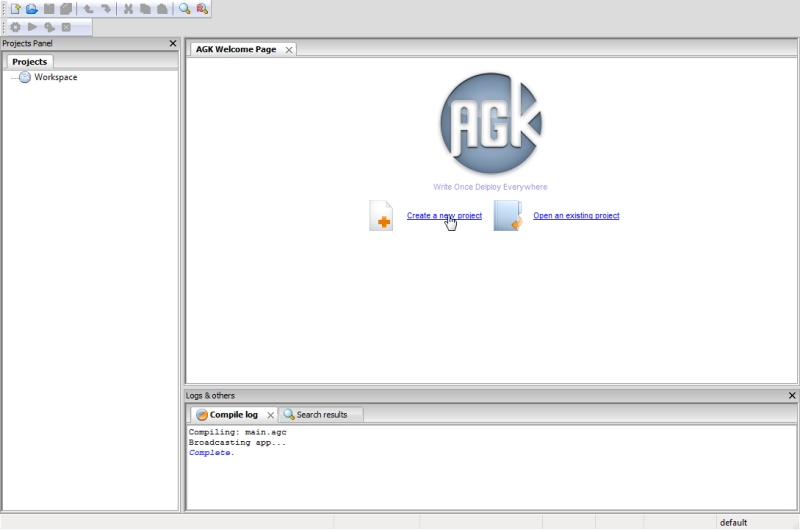 Projects Panel
Projects
Workspace
AGK Welcome Page
AGK
Write Once Delploy Everywhere
Create a new project
Open an existing project
Logs & others
Compile log
Search results
Compiling: main.agc
Broadcasting app...
Complete.
default